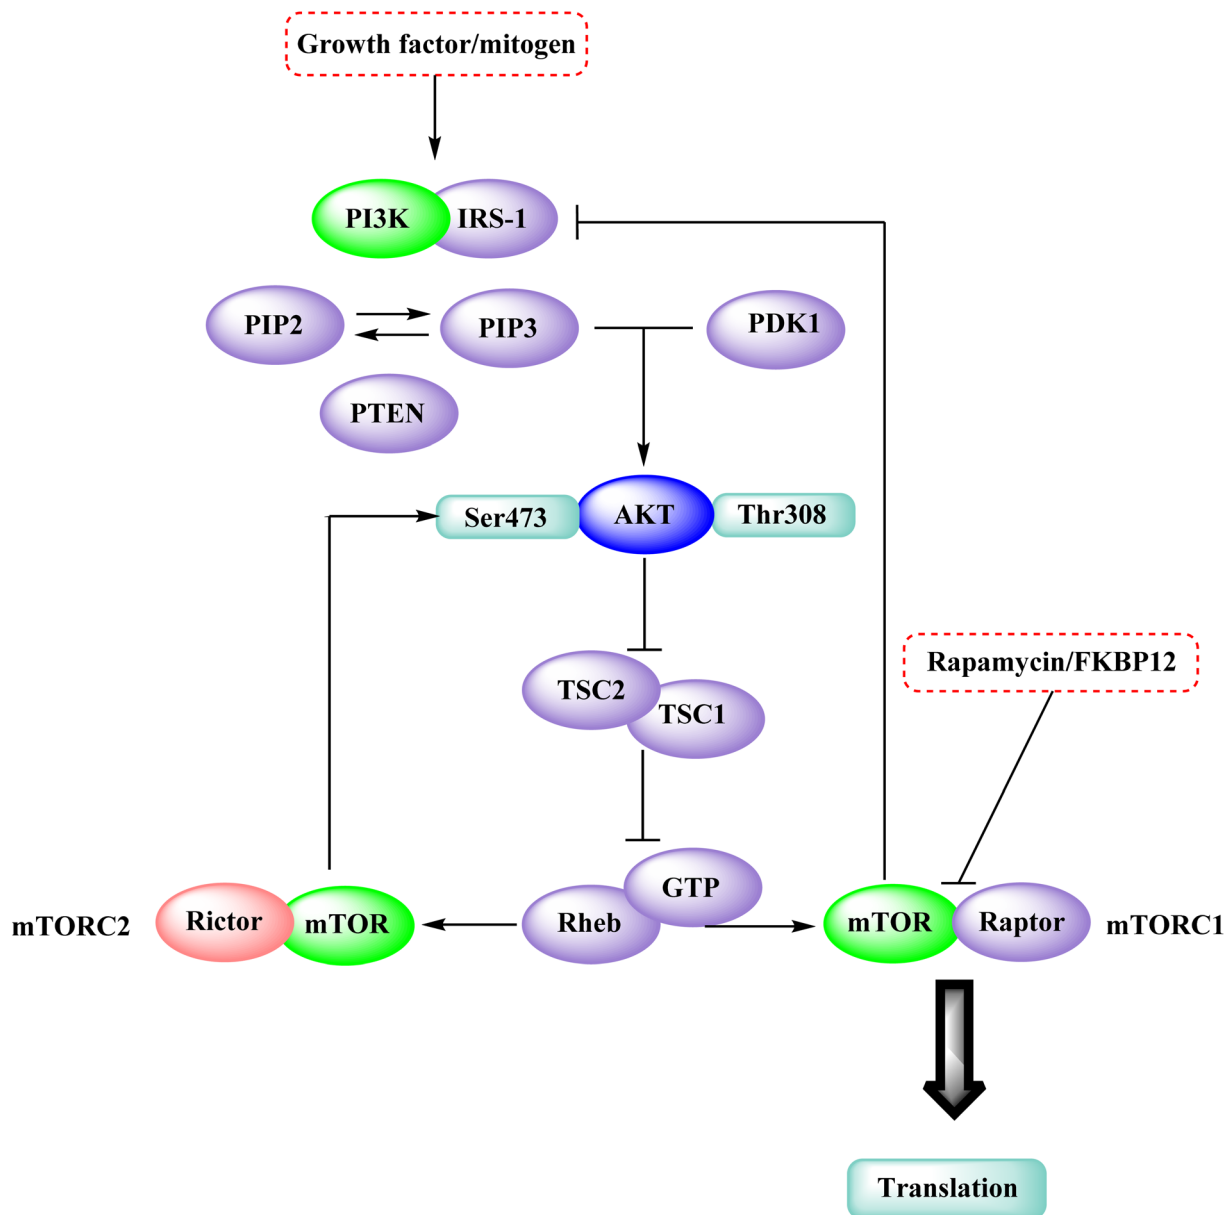 Growth factor/mitogen
PI3K
IRS-1
PIP2
PIP3
PDK1
PTEN
Ser473
AKT
Thr308
TSC2
TSC1
Rapamycin/FKBP12
GTP
mTORC2
Rictor
mTOR
Rheb
mTOR
Raptor
mTORC1
Translation